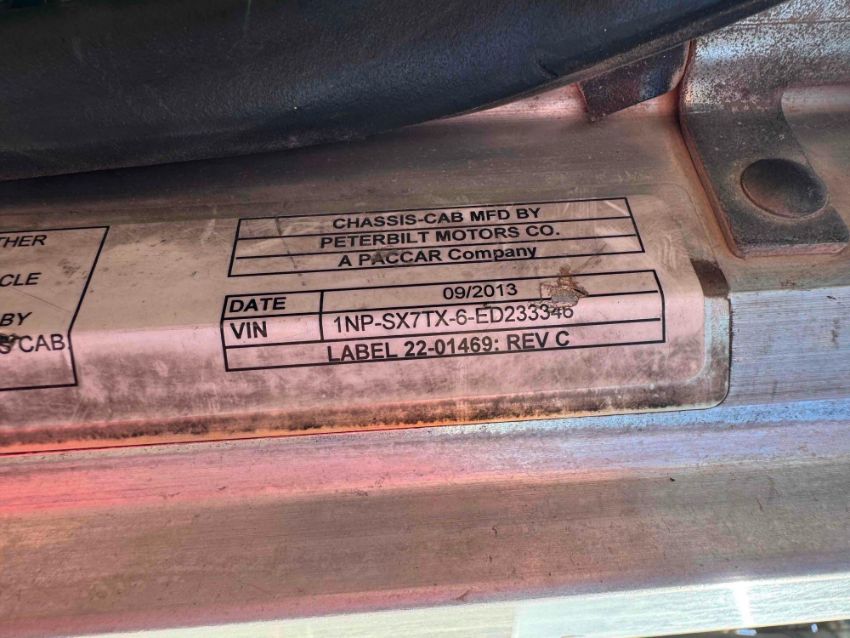 THER
CLE
BY
S CAB
CHASSIS-CAB MFD BY
PETERBILT MOTORS CO.
A PACCAR Company
DATE 09/2013
VIN 1NP-SX7TX-6-ED233346
LABEL 22-01469: REV C